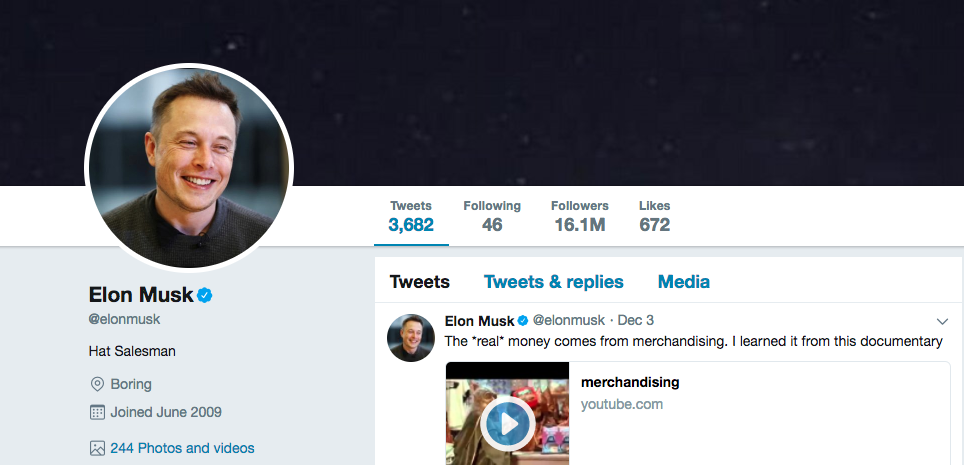 Tweets
3,682
Following
46
Followers
16.1M
Likes
672
Elon Musk
@elonmusk
Hat Salesman
Boring
Joined June 2009
244 Photos and videos
Tweets Tweets & replies Media
Elon Musk @elonmusk · Dec 3
The *real* money comes from merchandising. I learned it from this documentary
merchandising
youtube.com